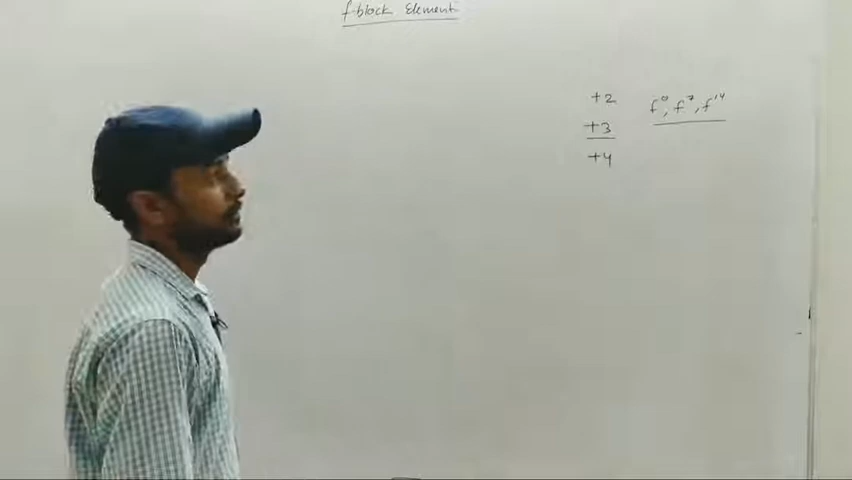 f-block Element
+2
f⁰, f⁷, f¹⁴
+3
+4